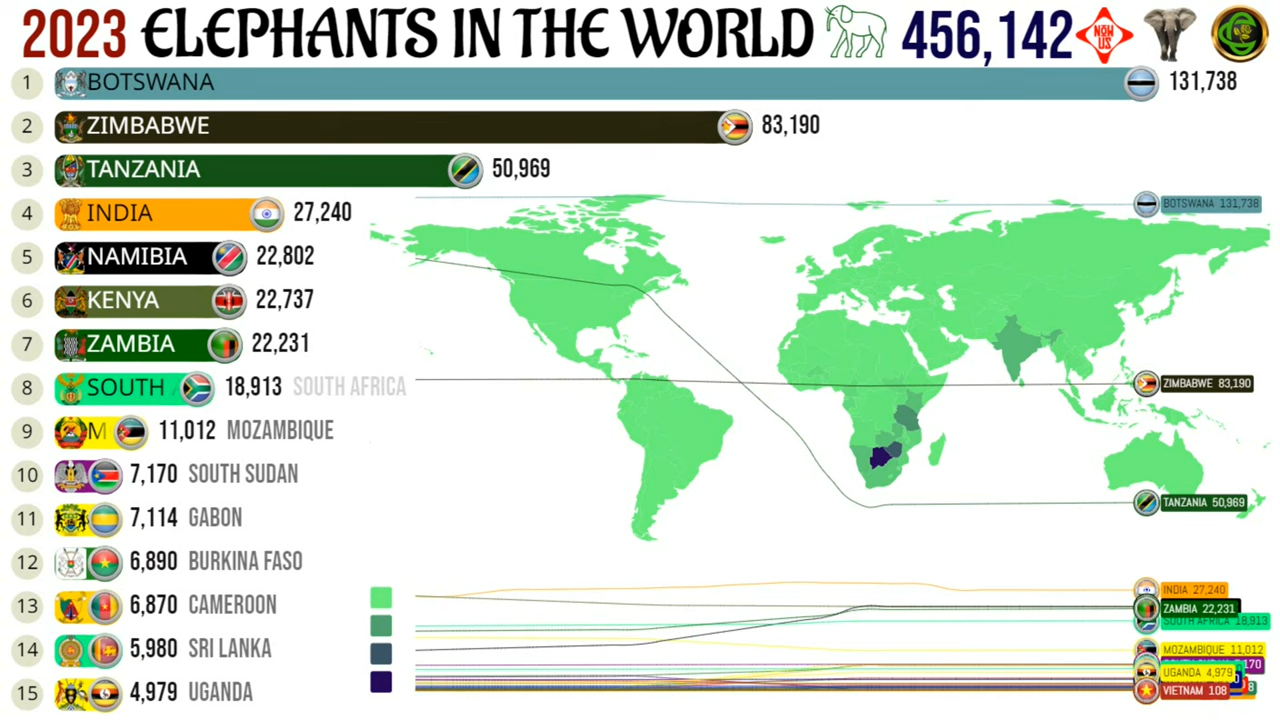 2023 ELEPHANTS IN THE WORLD 456,142 NOW US
1 BOTSWANA 131,738
2 ZIMBABWE 83,190
3 TANZANIA 50,969
4 INDIA 27,240
5 NAMIBIA 22,802
6 KENYA 22,737
7 ZAMBIA 22,231
8 SOUTH 18,913 SOUTH AFRICA
9 M 11,012 MOZAMBIQUE
10 7,170 SOUTH SUDAN
11 7,114 GABON
12 6,890 BURKINA FASO
13 6,870 CAMEROON
14 5,980 SRI LANKA
15 4,979 UGANDA
BOTSWANA 131,738
ZIMBABWE 83,190
TANZANIA 50,969
INDIA 27,240
ZAMBIA 22,231
SOUTH AFRICA 18,913
MOZAMBIQUE 11,012
170
UGANDA 4,979
VIETNAM 108